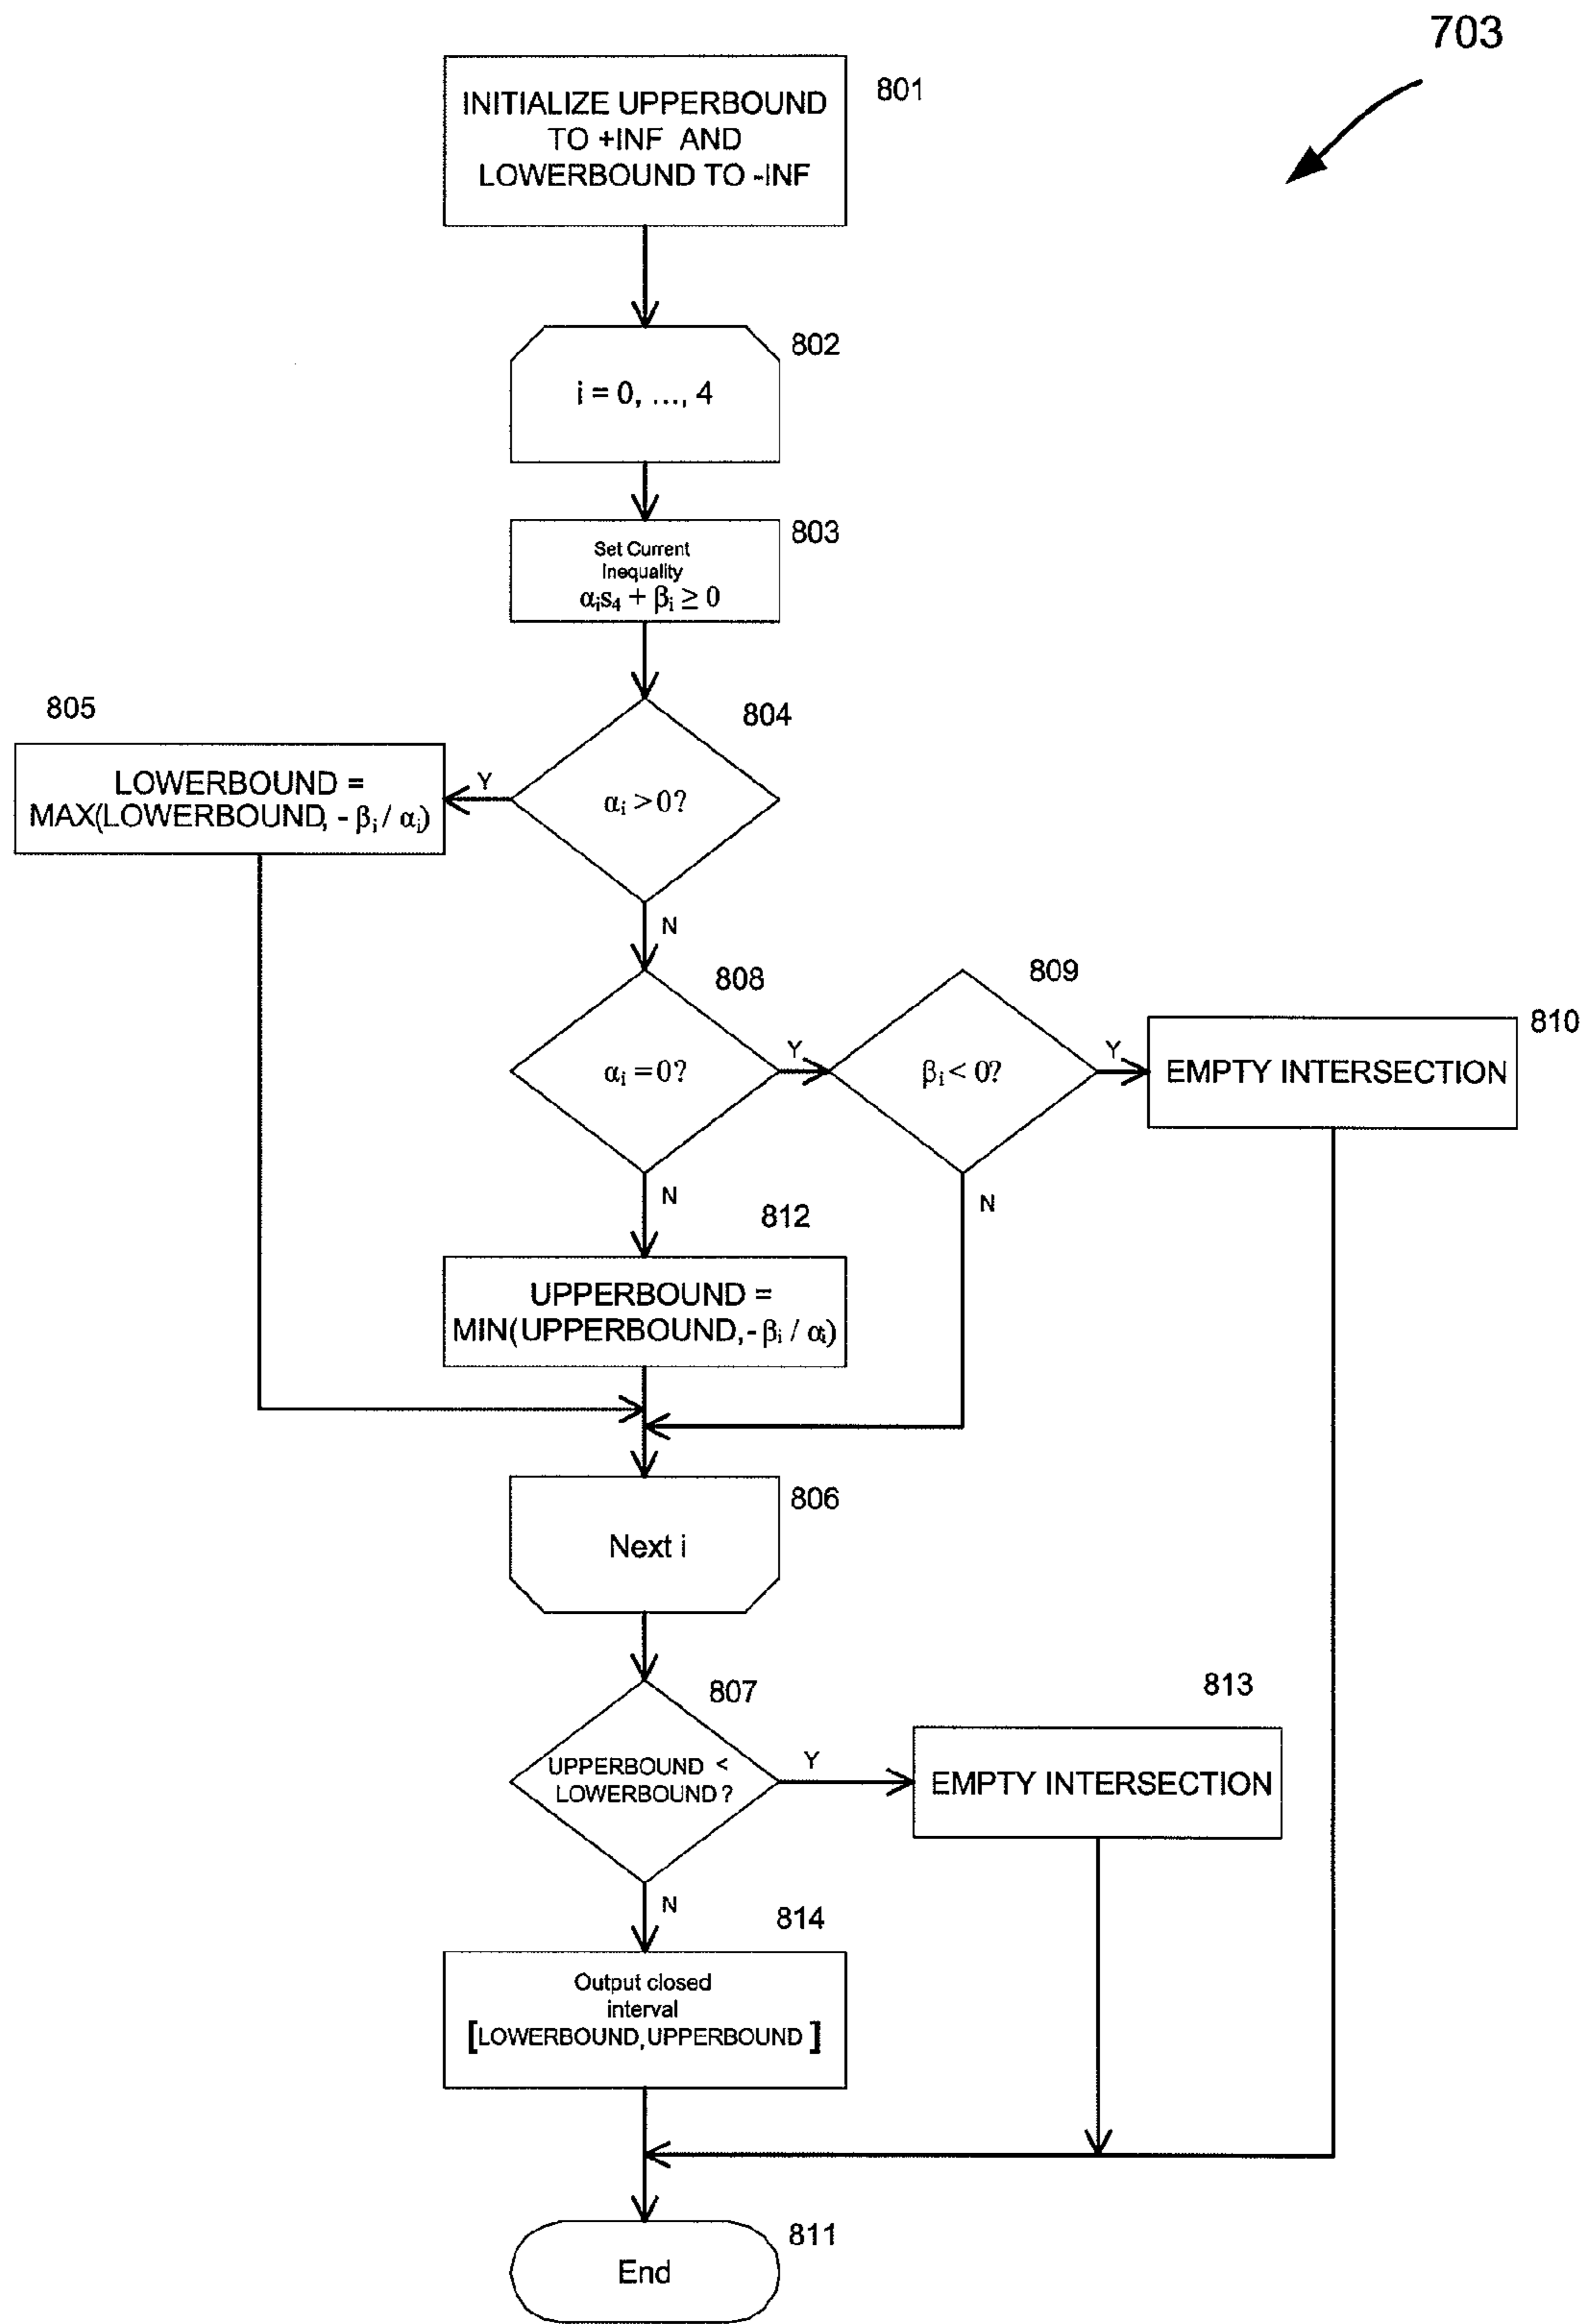 703
801
INITIALIZE UPPERBOUND
TO +INF AND
LOWERBOUND TO -INF
802
i = 0, ..., 4
803
Set Current
Inequality
αᵢs₄ + βᵢ ≥ 0
805
804
LOWERBOUND =
MAX(LOWERBOUND, - βᵢ / αᵢ)
Y
αᵢ > 0?
N
808
809
810
αᵢ = 0?
Y
βᵢ < 0?
Y
EMPTY INTERSECTION
N
N
812
UPPERBOUND =
MIN(UPPERBOUND, - βᵢ / αᵢ)
806
Next i
807
813
UPPERBOUND <
LOWERBOUND ?
Y
EMPTY INTERSECTION
N
814
Output closed
interval
[LOWERBOUND, UPPERBOUND ]
811
End